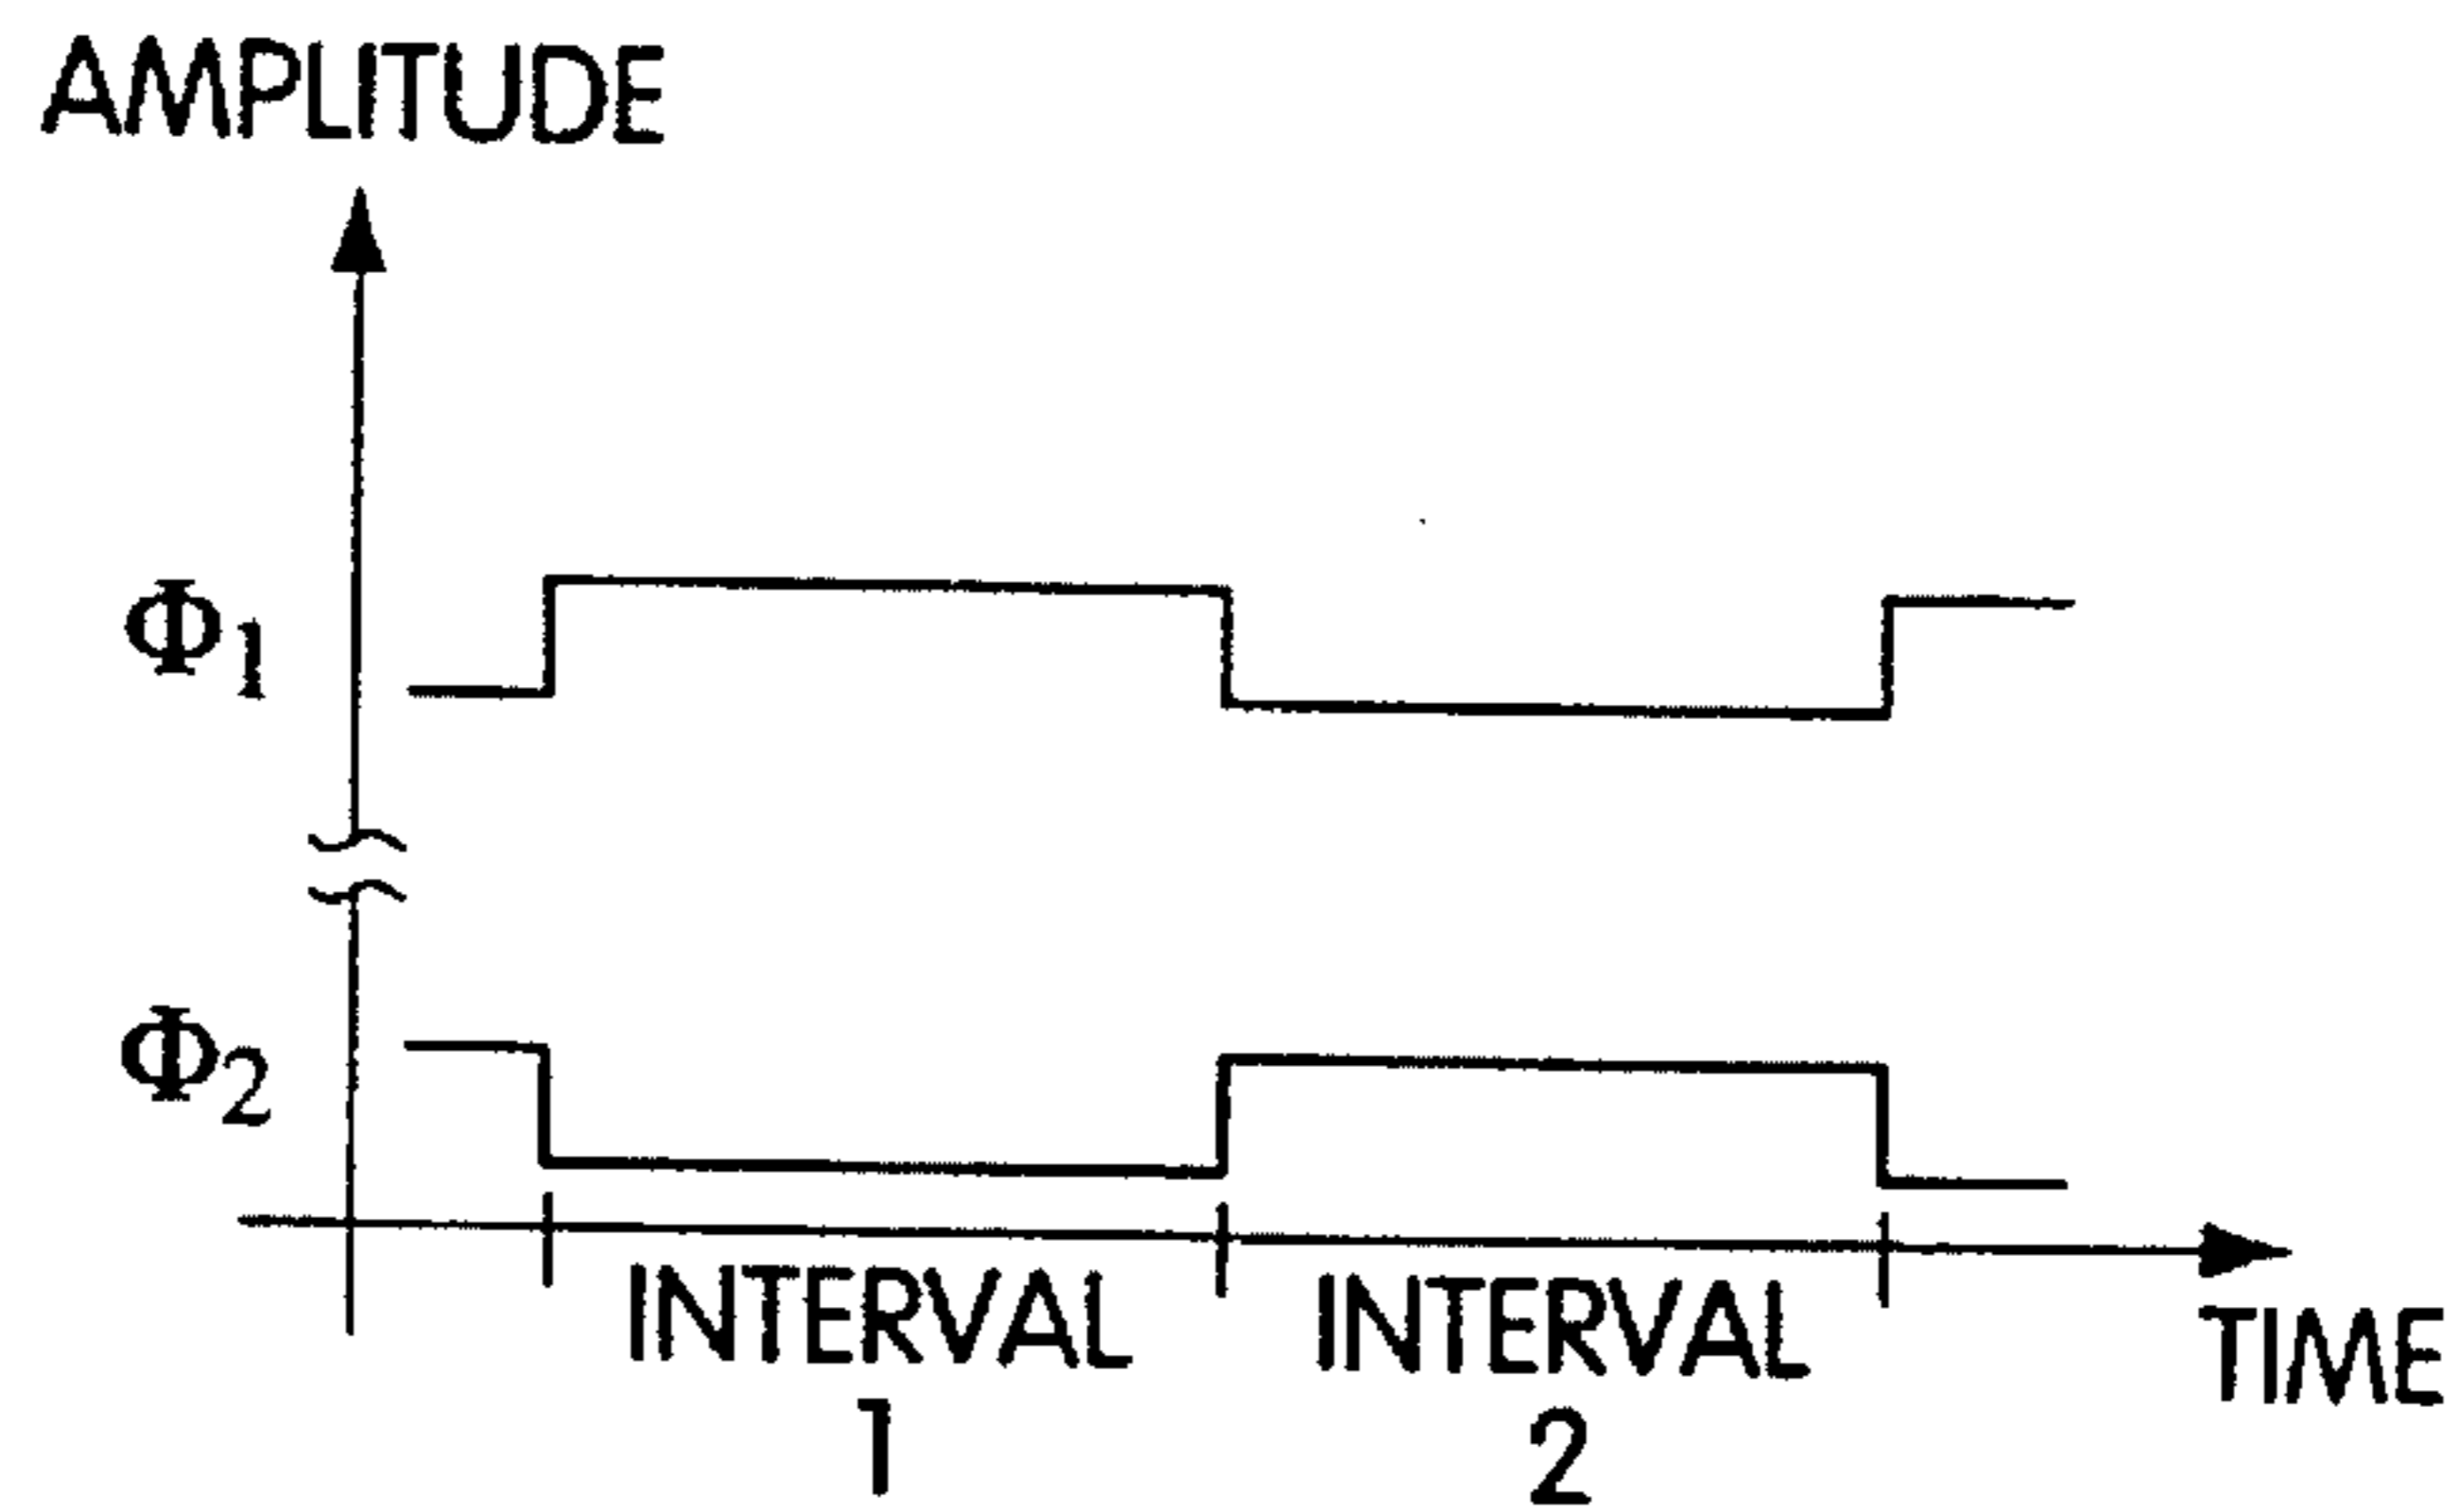 AMPLITUDE
Φ1
Φ2
INTERVAL
1
INTERVAL
2
TIME